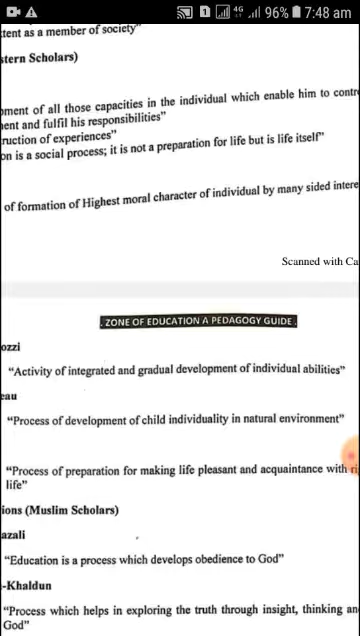 1 4G 96% 7:48 am
tent as a member of society"
stern Scholars)
pment of all those capacities in the individual which enable him to contr
ent and fulfil his responsibilities"
ruction of experiences"
on is a social process; it is not a preparation for life but is life itself"
of formation of Highest moral character of individual by many sided intere
Scanned with Ca
. ZONE OF EDUCATION A PEDAGOGY GUIDE .
ozzi
"Activity of integrated and gradual development of individual abilities"
eau
"Process of development of child individuality in natural environment"
"Process of preparation for making life pleasant and acquaintance with ri
life"
ions (Muslim Scholars)
azali
"Education is a process which develops obedience to God"
-Khaldun
"Process which helps in exploring the truth through insight, thinking an
God"